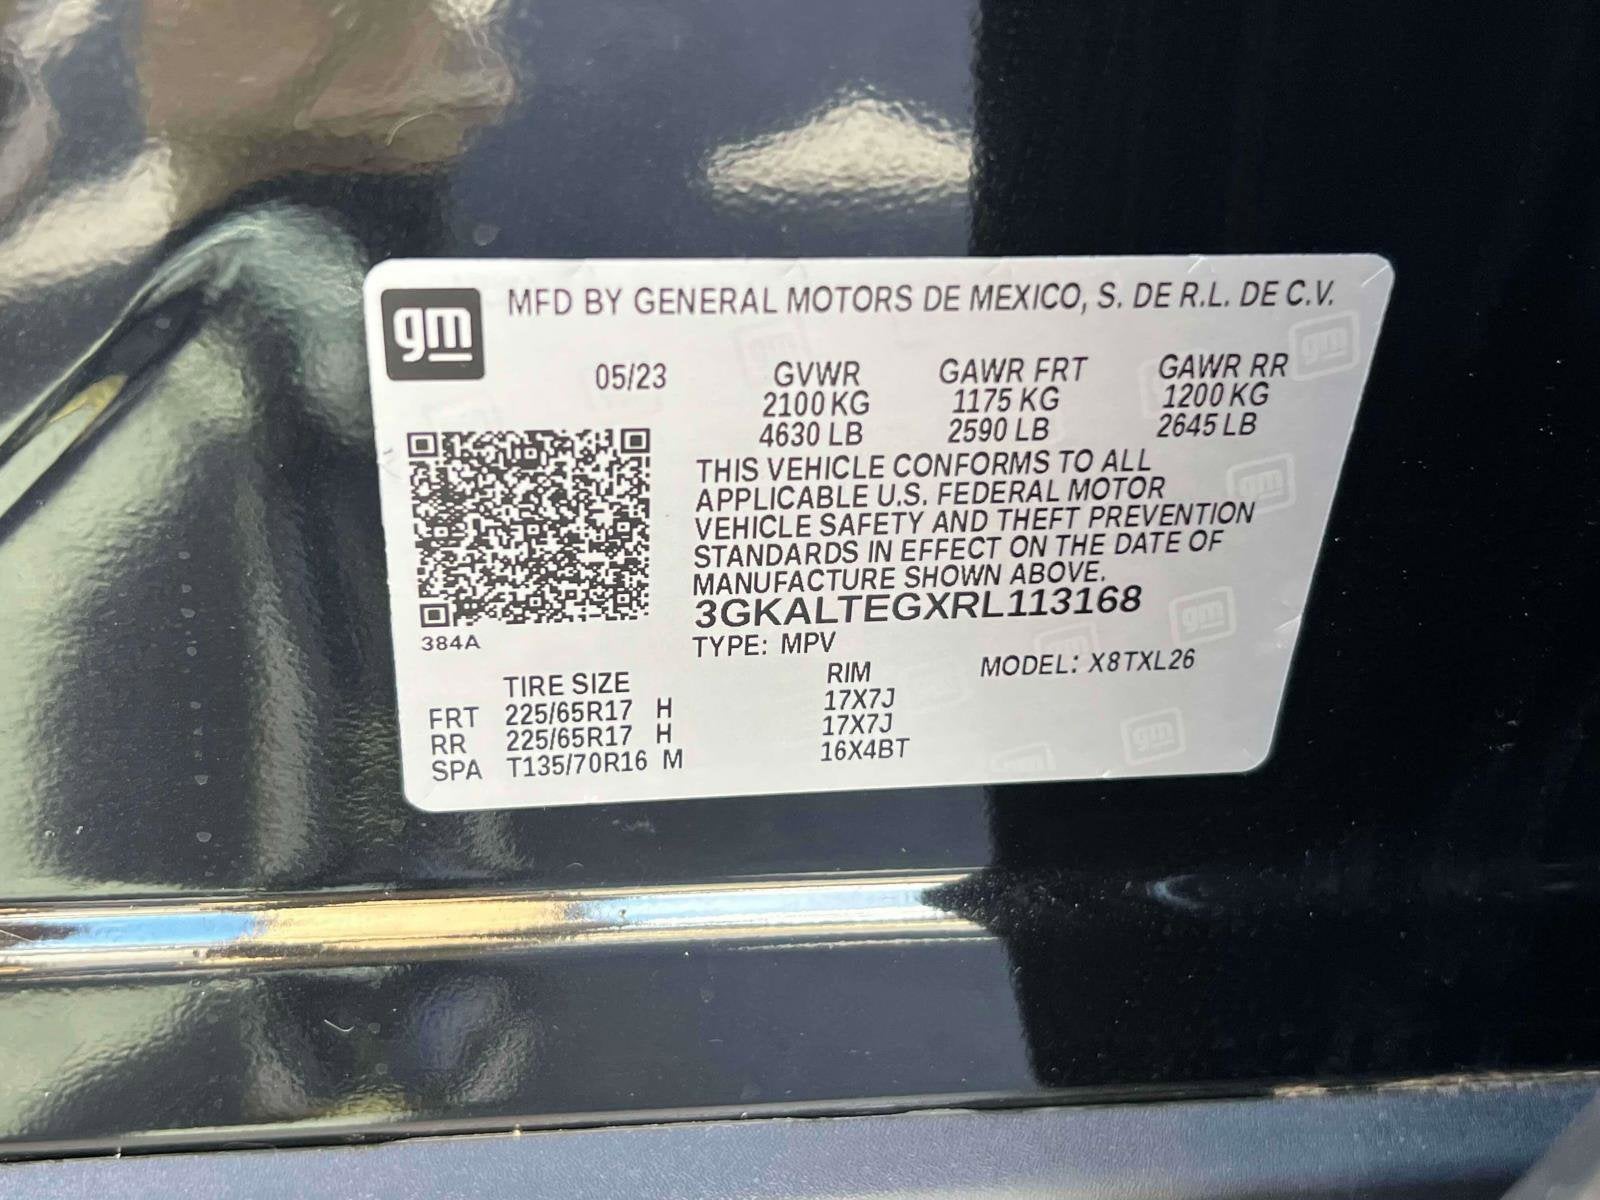 gm
MFD BY GENERAL MOTORS DE MEXICO, S. DE R.L. DE C.V.
05/23 GVWR GAWR FRT GAWR RR
2100 KG 1175 KG 1200 KG
4630 LB 2590 LB 2645 LB
THIS VEHICLE CONFORMS TO ALL
APPLICABLE U.S. FEDERAL MOTOR
VEHICLE SAFETY AND THEFT PREVENTION
STANDARDS IN EFFECT ON THE DATE OF
MANUFACTURE SHOWN ABOVE.
3GKALTEGXRL113168
384A
TYPE: MPV
MODEL: X8TXL26
TIRE SIZE RIM
FRT 225/65R17 H 17X7J
RR 225/65R17 H 17X7J
SPA T135/70R16 M 16X4BT